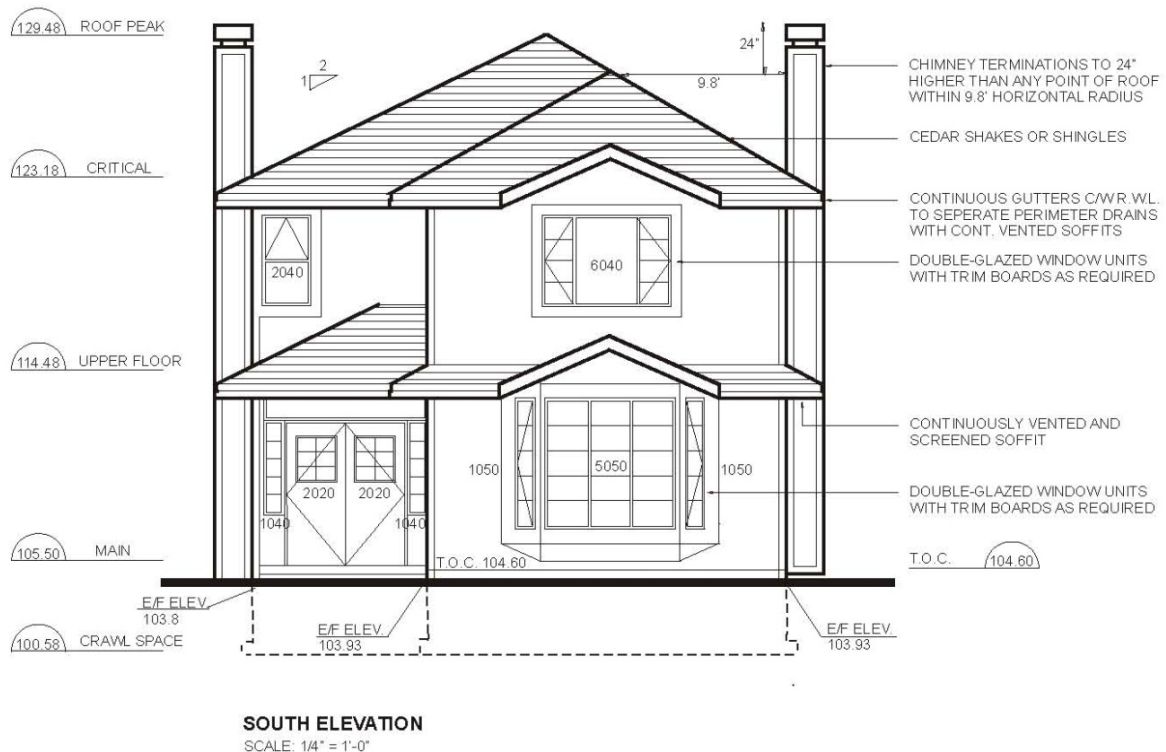 129.48 ROOF PEAK
2
1
24"
9.8'
CHIMNEY TERMINATIONS TO 24"
HIGHER THAN ANY POINT OF ROOF
WITHIN 9.8' HORIZONTAL RADIUS
CEDAR SHAKES OR SHINGLES
123.18 CRITICAL
CONTINUOUS GUTTERS C/W R.W.L.
TO SEPERATE PERIMETER DRAINS
WITH CONT. VENTED SOFFITS
2040
6040
DOUBLE-GLAZED WINDOW UNITS
WITH TRIM BOARDS AS REQUIRED
114.48 UPPER FLOOR
CONTINUOUSLY VENTED AND
SCREENED SOFFIT
1050
5050
1050
2020
2020
DOUBLE-GLAZED WINDOW UNITS
WITH TRIM BOARDS AS REQUIRED
1040
1040
105.50 MAIN
T.O.C. 104.60
T.O.C. 104.60
E/F ELEV.
103.8
E/F ELEV.
103.93
E/F ELEV.
103.93
100.58 CRAWL SPACE
SOUTH ELEVATION
SCALE: 1/4" = 1'-0"